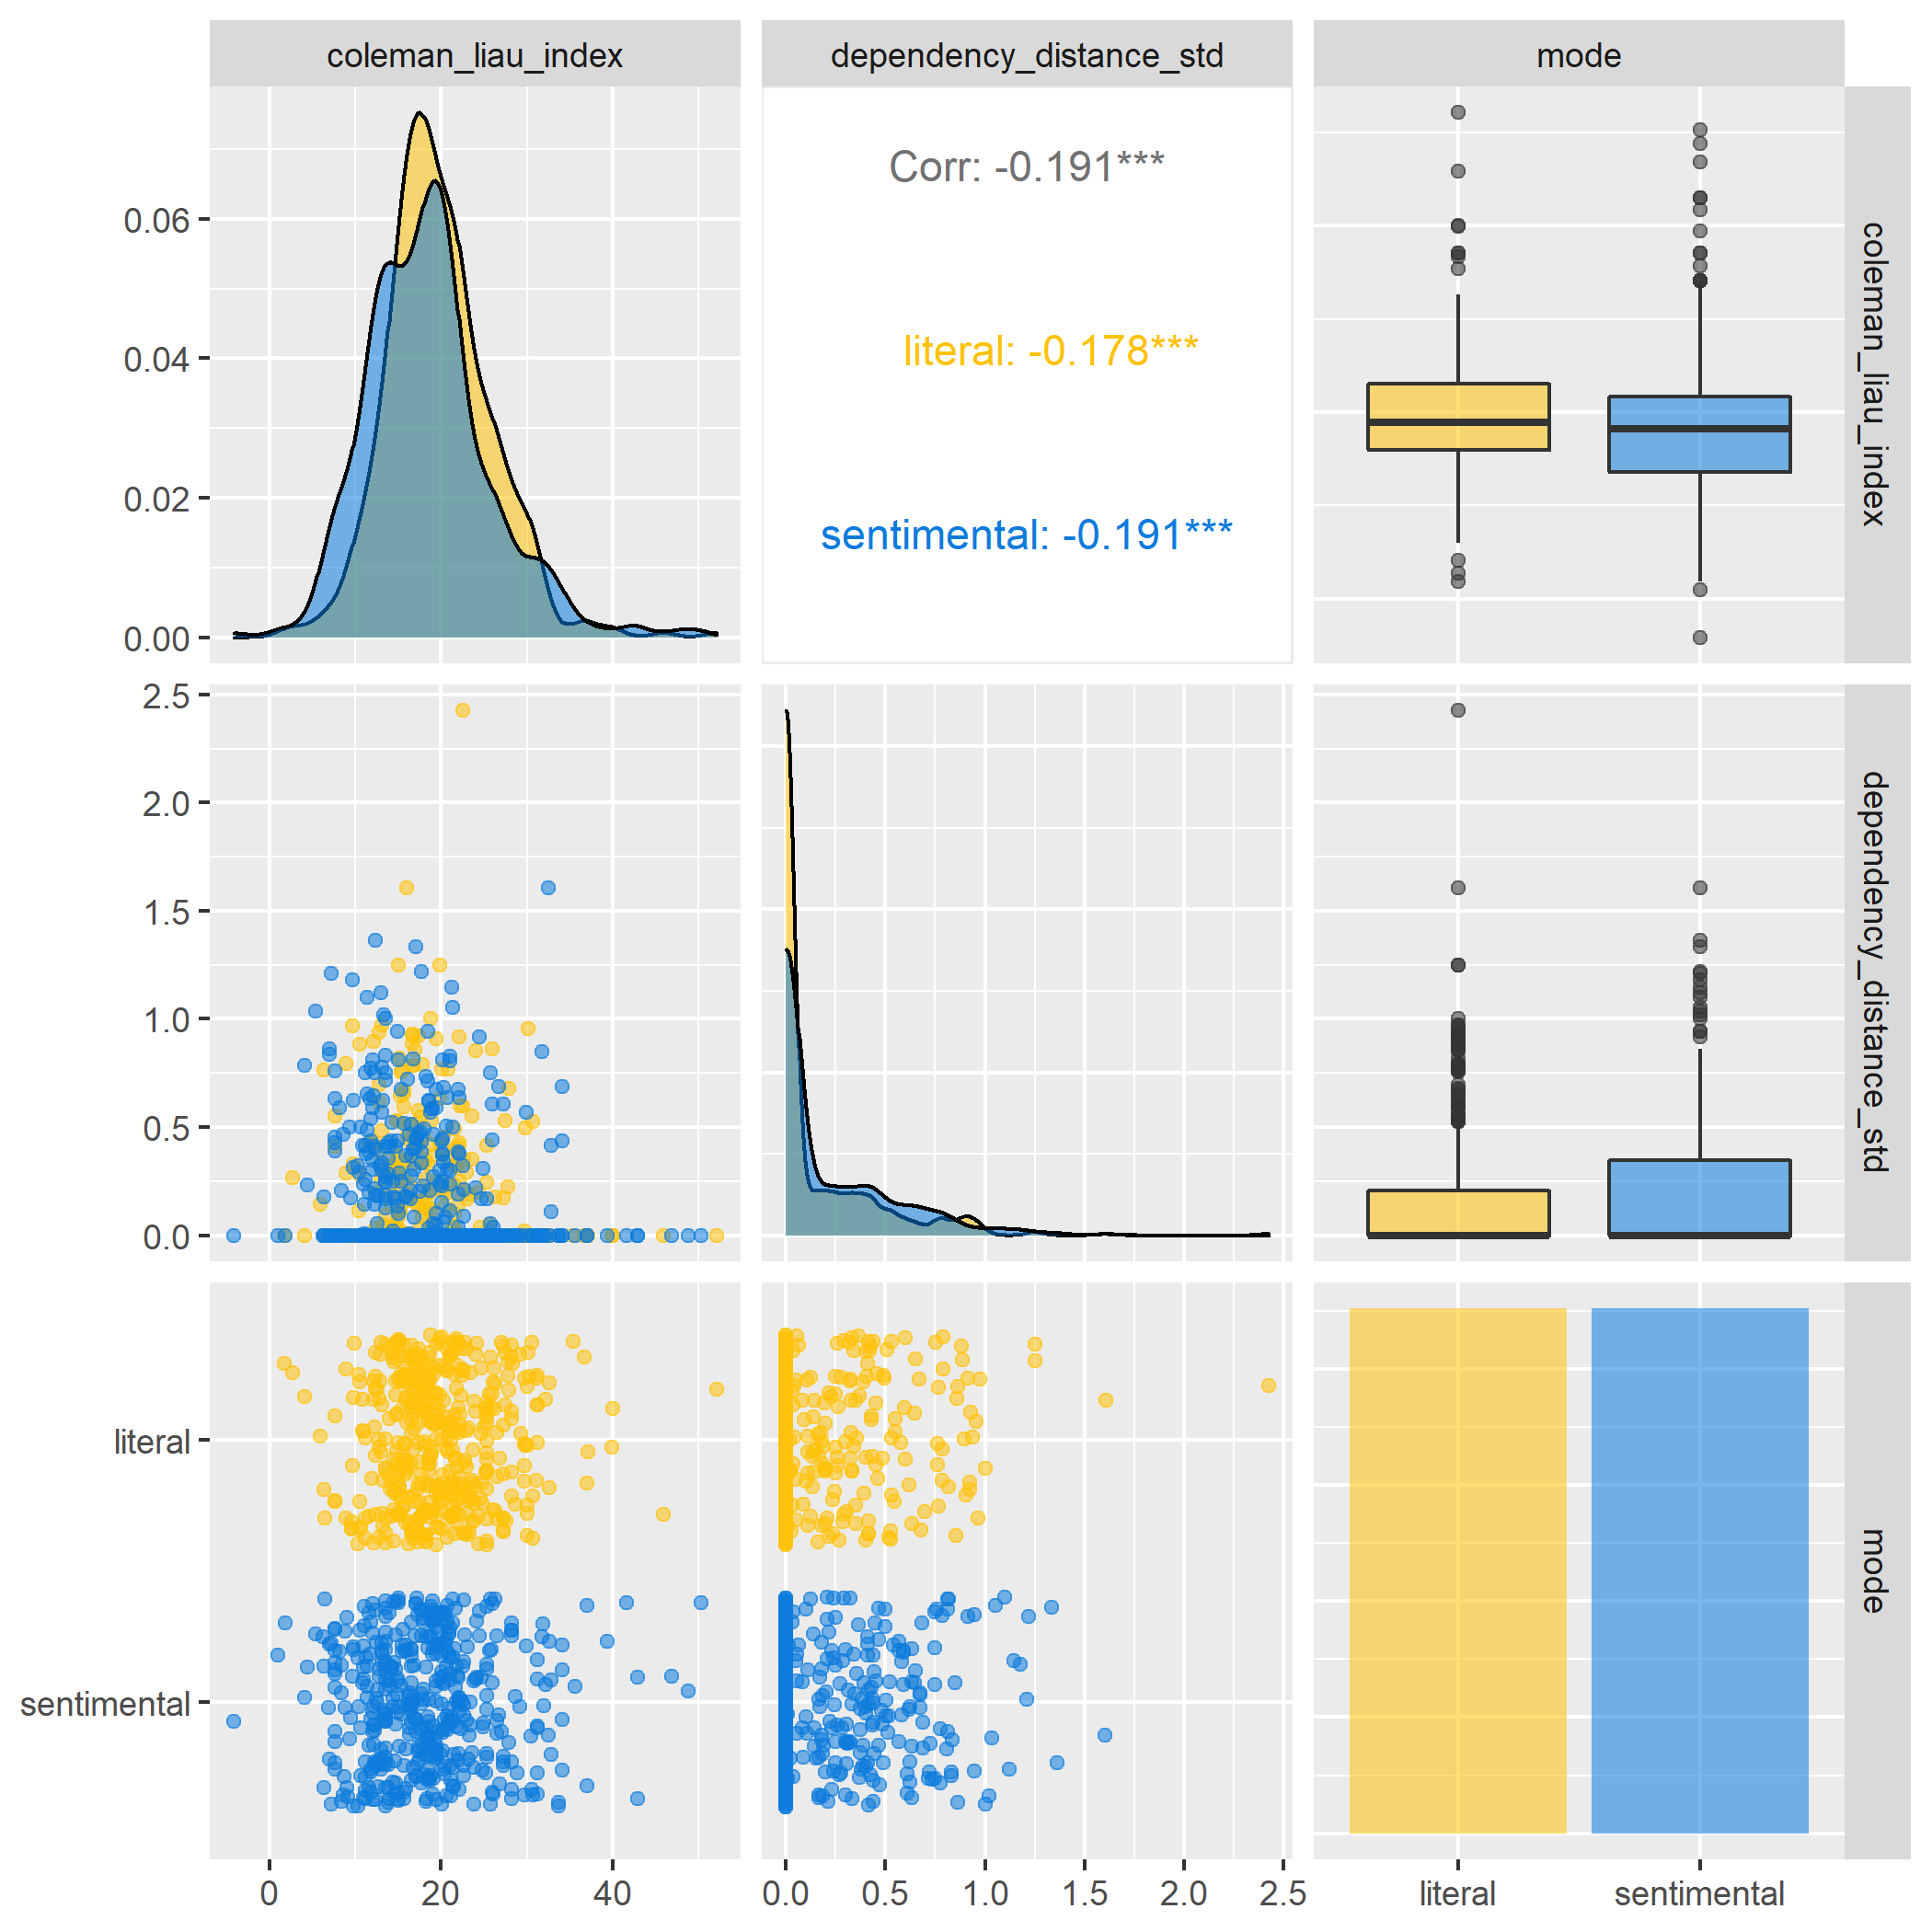 coleman_liau_index
dependency_distance_std
mode
0.06
0.04
0.02
0.00
Corr: -0.191***
literal: -0.178***
sentimental: -0.191***
coleman_liau_index
2.5
2.0
1.5
1.0
0.5
0.0
dependency_distance_std
literal
sentimental
mode
0 20 40
0.0 0.5 1.0 1.5 2.0 2.5
literal sentimental